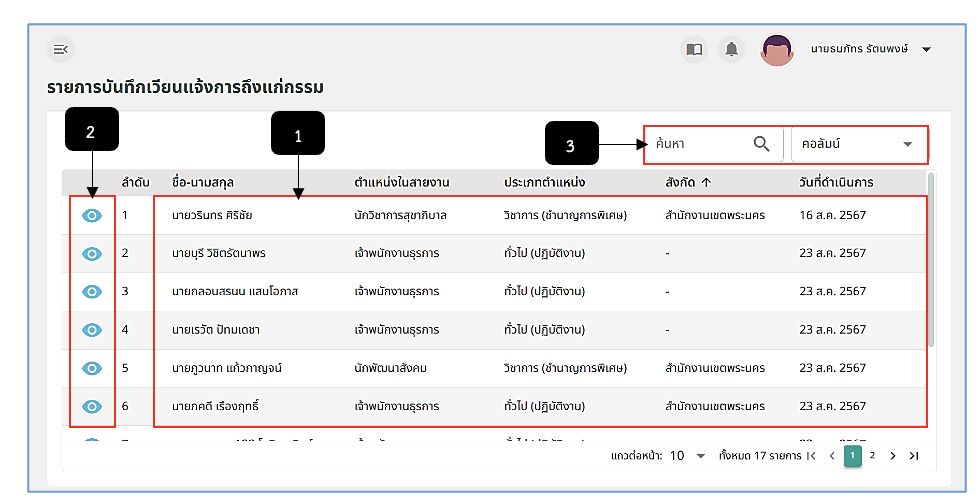 นายธนภัทร รัตนพงษ์
รายการบันทึกเวียนแจ้งการถึงแก่กรรม
2
1
3
ค้นหา
คอลัมน์
ลำดับ ชื่อ-นามสกุล ตำแหน่งในสายงาน ประเภทตำแหน่ง สังกัด ↑ วันที่ดำเนินการ
1 นายวรินทร ศิริชัย นักวิชาการสุขาภิบาล วิชาการ (ชำนาญการพิเศษ) สำนักงานเขตพระนคร 16 ส.ค. 2567
2 นายบุรี วิชิตรัตนาพร เจ้าพนักงานธุรการ ทั่วไป (ปฏิบัติงาน) - 23 ส.ค. 2567
3 นายกลอนสรนน แสนโอภาส เจ้าพนักงานธุรการ ทั่วไป (ปฏิบัติงาน) - 23 ส.ค. 2567
4 นายเรวัต ปัทมเดชา เจ้าพนักงานธุรการ ทั่วไป (ปฏิบัติงาน) - 23 ส.ค. 2567
5 นายภูวนาท แก้วกาญจน์ นักพัฒนาสังคม วิชาการ (ชำนาญการพิเศษ) สำนักงานเขตพระนคร 23 ส.ค. 2567
6 นายภคดี เรืองฤทธิ์ เจ้าพนักงานธุรการ ทั่วไป (ปฏิบัติงาน) สำนักงานเขตพระนคร 23 ส.ค. 2567
แถวต่อหน้า: 10 ทั้งหมด 17 รายการ 1 2